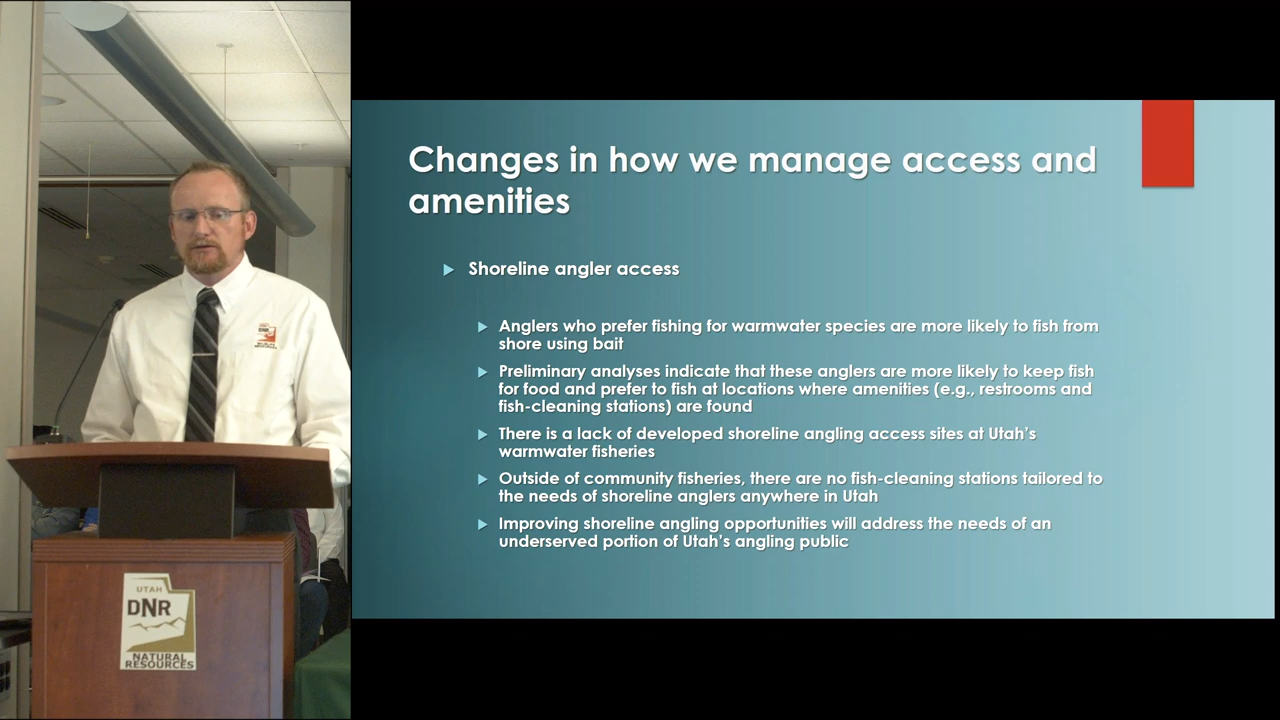 Changes in how we manage access and
amenities
Shoreline angler access
Anglers who prefer fishing for warmwater species are more likely to fish from
shore using bait
Preliminary analyses indicate that these anglers are more likely to keep fish
for food and prefer to fish at locations where amenities (e.g., restrooms and
fish-cleaning stations) are found
There is a lack of developed shoreline angling access sites at Utah's
warmwater fisheries
Outside of community fisheries, there are no fish-cleaning stations tailored to
the needs of shoreline anglers anywhere in Utah
Improving shoreline angling opportunities will address the needs of an
underserved portion of Utah's angling public
UTAH
DNR
NATURAL
RESOURCES